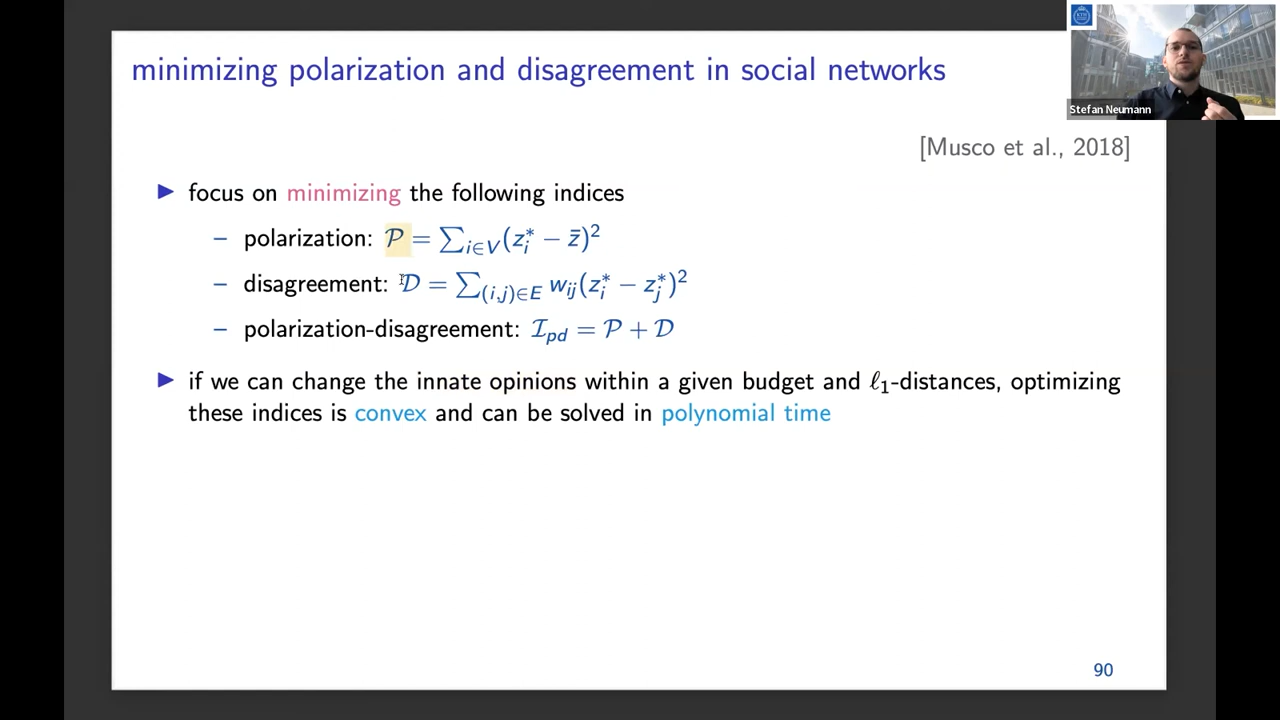 minimizing polarization and disagreement in social networks
Stefan Neumann
[Musco et al., 2018]
▶ focus on minimizing the following indices
– polarization: 𝒫 = ∑_{i∈V}(z_i^* − z̄)^2
– disagreement: 𝒟 = ∑_{(i,j)∈E} w_{ij}(z_i^* − z_j^*)^2
– polarization-disagreement: ℐ_{pd} = 𝒫 + 𝒟
▶ if we can change the innate opinions within a given budget and ℓ_1-distances, optimizing
these indices is convex and can be solved in polynomial time
90